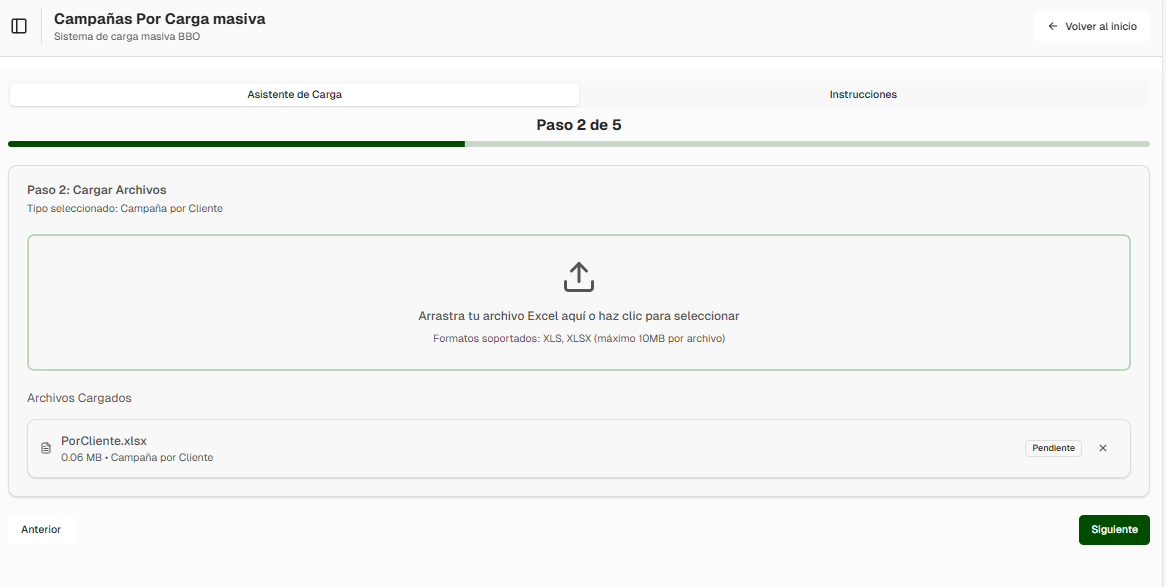 Campañas Por Carga masiva
Sistema de carga masiva BBO
Volver al inicio
Asistente de Carga
Instrucciones
Paso 2 de 5
Paso 2: Cargar Archivos
Tipo seleccionado: Campaña por Cliente
Arrastra tu archivo Excel aquí o haz clic para seleccionar
Formatos soportados: XLS, XLSX (máximo 10MB por archivo)
Archivos Cargados
PorCliente.xlsx
0.06 MB • Campaña por Cliente
Pendiente
Anterior
Siguiente